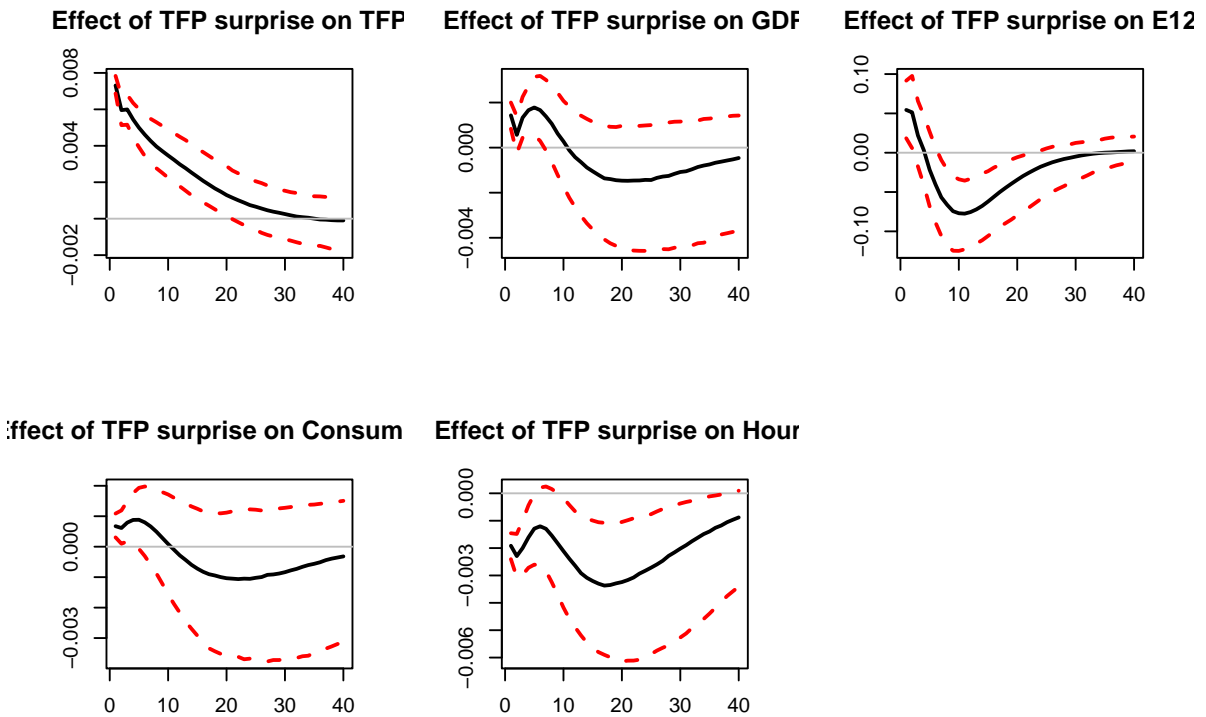 Effect of TFP surprise on TFP
Effect of TFP surprise on GDF
Effect of TFP surprise on E12
0.008
0.004
−0.002
0 10 20 30 40
0.000
−0.004
0 10 20 30 40
0.10
0.00
−0.10
0 10 20 30 40
Effect of TFP surprise on Consum
Effect of TFP surprise on Hour
0.000
−0.003
0 10 20 30 40
0.000
−0.003
−0.006
0 10 20 30 40